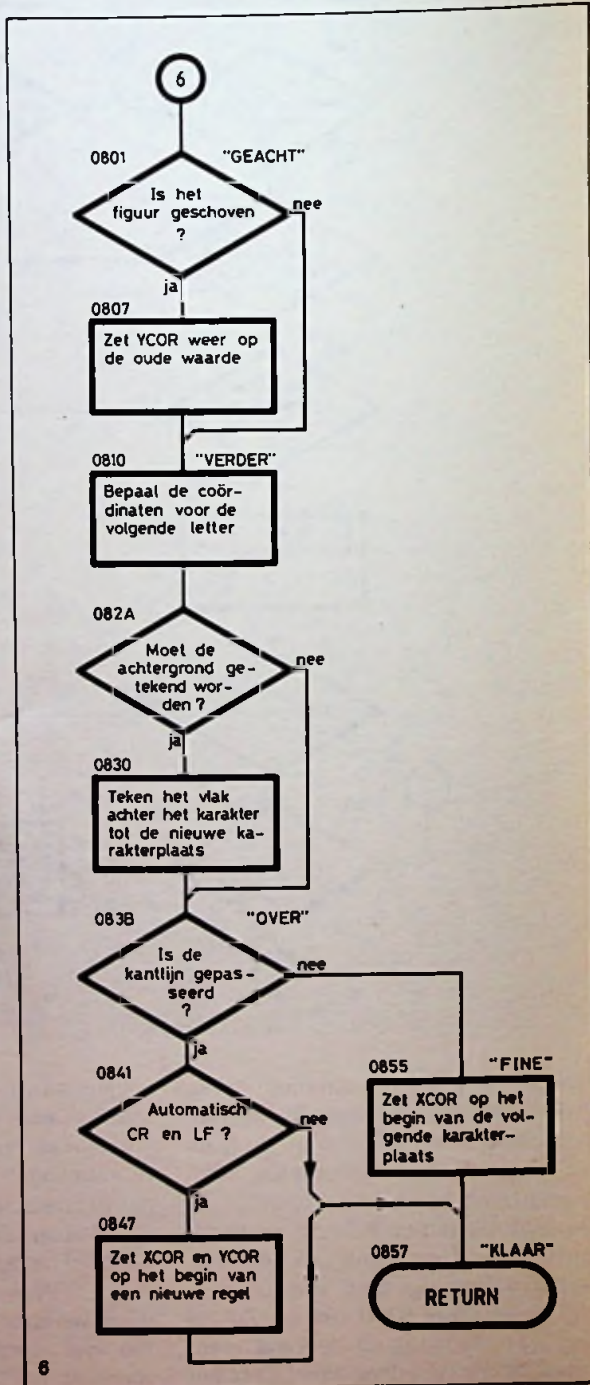 6
0801 "GEACHT"
Is het
figuur geschoven
?
nee
ja
0807
Zet YCOR weer op
de oude waarde
0810 "VERDER"
Bepaal de coör-
dinaten voor de
volgende letter
082A
Moet de
achtergrond ge-
tekend wor-
den ?
nee
ja
0830
Teken het vlak
achter het karakter
tot de nieuwe ka-
rakterplaats
083B "OVER"
Is de
kantlijn gepas-
seerd
?
nee
ja
0841
Automatisch
CR en LF ?
nee
ja
0855 "FINE"
Zet XCOR op het
begin van de vol-
gende karakter-
plaats
0847
Zet XCOR en YCOR
op het begin van
een nieuwe regel
0857 "KLAAR"
RETURN
6